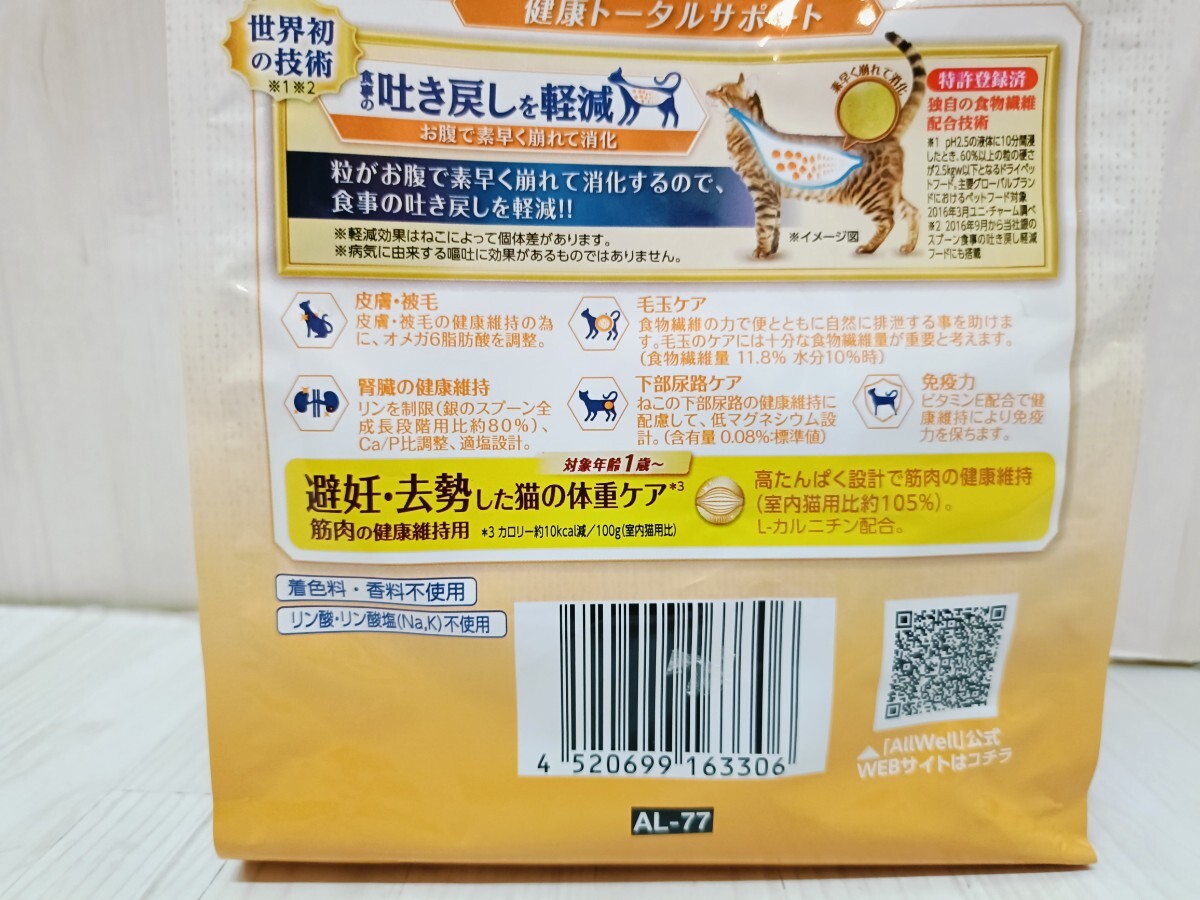 健康トータルサポート
世界初
の技術
※1※2
食事の吐き戻しを軽減
お腹で素早く崩れて消化
粒がお腹で素早く崩れて消化するので、
食事の吐き戻しを軽減!!
※軽減効果はねこによって個体差があります。
※病気に由来する嘔吐に効果があるものではありません。
素早く崩れて消化
※イメージ図
特許登録済
独自の食物繊維
配合技術
※1 pH2.5の液体に10分間浸
したとき、60%以上の粒の硬さ
が2.5kgw以下となるドライペッ
トフード、主要グローバルブラン
ドにおけるペットフード対象
2016年3月ユニ・チャーム調べ
※2 2016年9月から当社銀の
スプーン食事の吐き戻し軽減
フードにも搭載
皮膚・被毛
皮膚・被毛の健康維持の為
に、オメガ6脂肪酸を調整。
毛玉ケア
食物繊維の力で便とともに自然に排泄する事を助けま
す。毛玉のケアには十分な食物繊維量が重要と考えます。
(食物繊維量 11.8% 水分10%時)
腎臓の健康維持
リンを制限(銀のスプーン全
成長段階用比約80%)、
Ca/P比調整、適塩設計。
下部尿路ケア
ねこの下部尿路の健康維持に
配慮して、低マグネシウム設
計。(含有量 0.08%:標準値)
免疫力
ビタミンE配合で健
康維持により免疫
力を保ちます。
対象年齢1歳~
避妊・去勢した猫の体重ケア*3
筋肉の健康維持用 *3 カロリー約10kcal減/100g(室内猫用比)
高たんぱく設計で筋肉の健康維持
(室内猫用比約105%)。
L-カルニチン配合。
着色料・香料不使用
リン酸・リン酸塩(Na,K)不使用
4 520699 163306
「AllWell」公式
WEBサイトはコチラ
AL-77